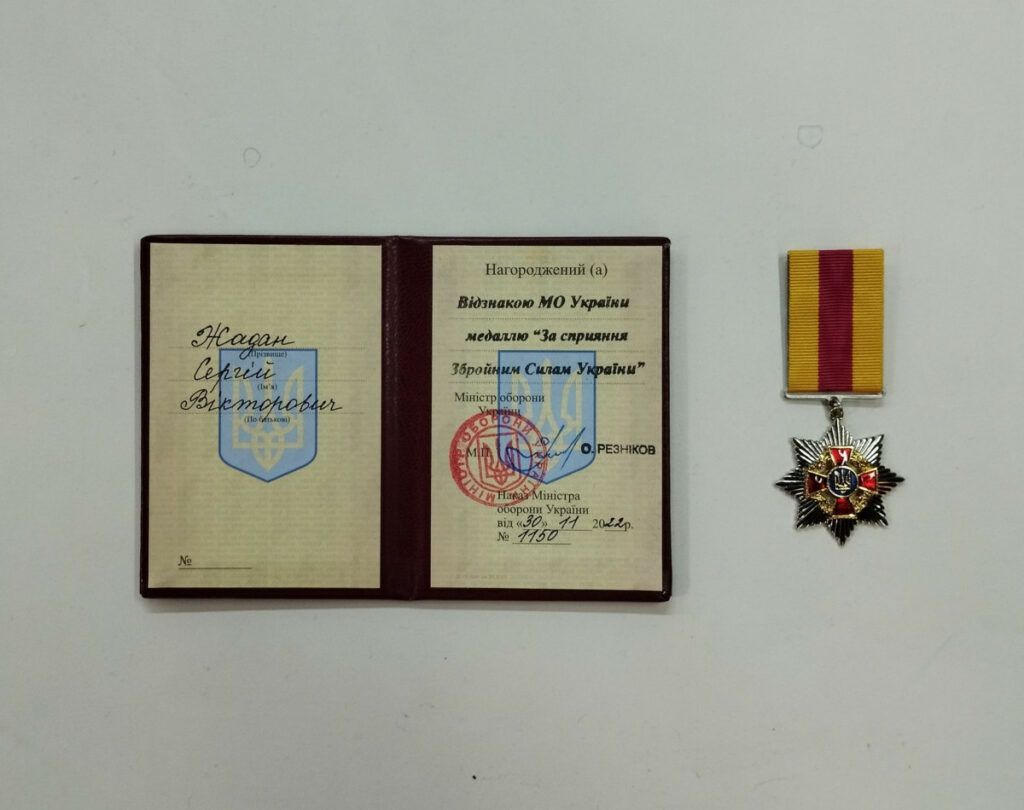 Жадан
(Прізвище)
Сергій
(Ім'я)
Вікторович
(По батькові)
№
Нагороджений (а)
Відзнакою МО України
медаллю “За сприяння
Збройним Силам України”
Міністр оборони
України
М.П.
О. РЕЗНІКОВ
Наказ Міністра
оборони України
від «30» 11 2022р.
№ 1150